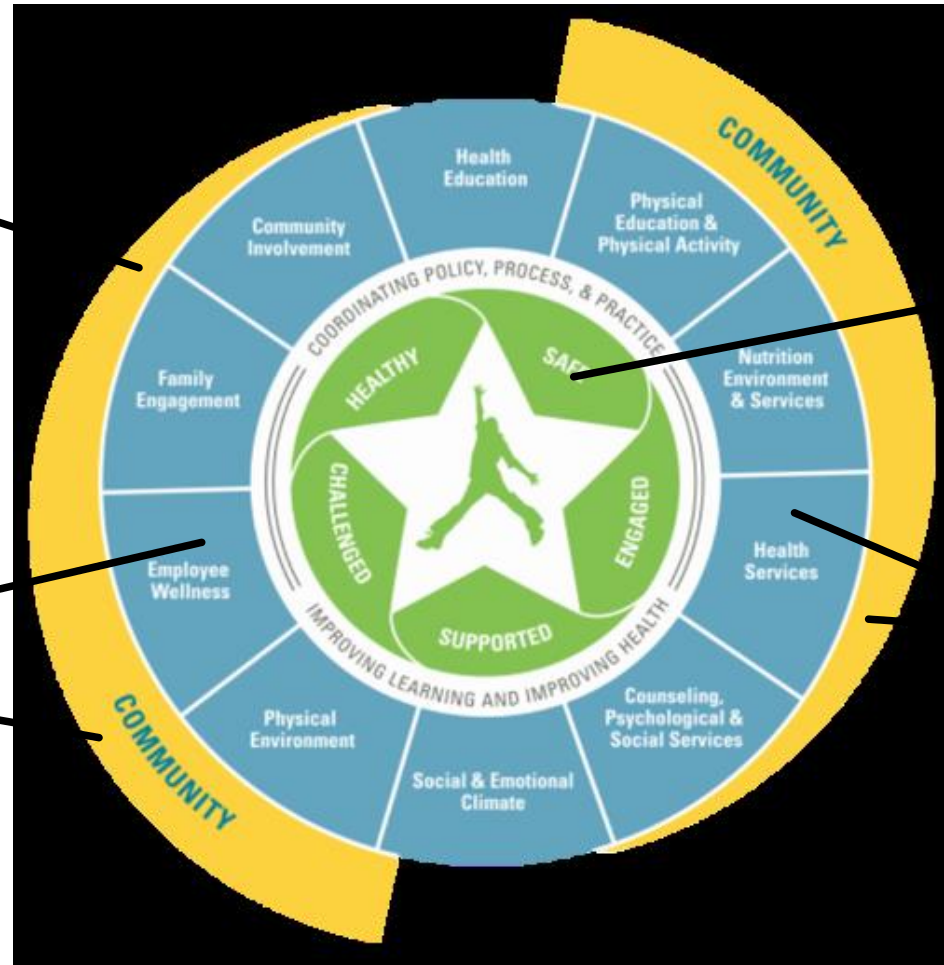 COMMUNITY
Health
Education
Physical
Education &
Physical Activity
Nutrition
Environment
& Services
Health
Services
Counseling,
Psychological &
Social Services
Social & Emotional
Climate
Physical
Environment
Employee
Wellness
Family
Engagement
Community
Involvement
COORDINATING POLICY, PROCESS, & PRACTICE
IMPROVING LEARNING AND IMPROVING HEALTH
HEALTHY
ENGAGED
SUPPORTED
CHALLENGED
COMMUNITY